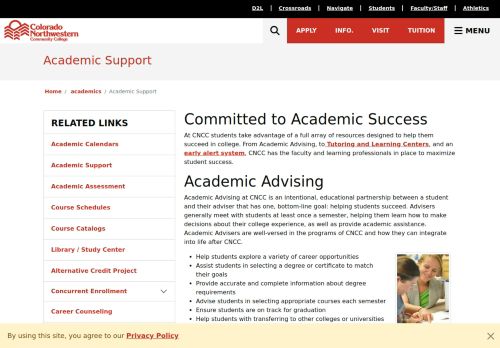 D2L | Crossroads | Navigate | Students | Faculty/Staff | Athletics
Colorado
Northwestern
Community College
APPLY INFO. VISIT TUITION MENU
Academic Support
Home / academics / Academic Support
RELATED LINKS
Academic Calendars
Academic Support
Academic Assessment
Course Schedules
Course Catalogs
Library / Study Center
Alternative Credit Project
Concurrent Enrollment
Career Counseling
Committed to Academic Success
At CNCC students take advantage of a full array of resources designed to help them
succeed in college. From Academic Advising, to Tutoring and Learning Centers, and an
early alert system, CNCC has the faculty and learning professionals in place to maximize
student success.
Academic Advising
Academic Advising at CNCC is an intentional, educational partnership between a student
and their adviser that has one, bottom-line goal: helping students succeed. Advisers
generally meet with students at least once a semester, helping them learn how to make
decisions about their college experience, as well as provide academic assistance.
Academic Advisers are well-versed in the programs of CNCC and how they can integrate
into life after CNCC.
• Help students explore a variety of career opportunities
• Assist students in selecting a degree or certificate to match
their goals
• Provide accurate and complete information about degree
requirements
• Advise students in selecting appropriate courses each semester
• Ensure students are on track for graduation
• Help students with transferring to other colleges or universities
By using this site, you agree to our Privacy Policy ×